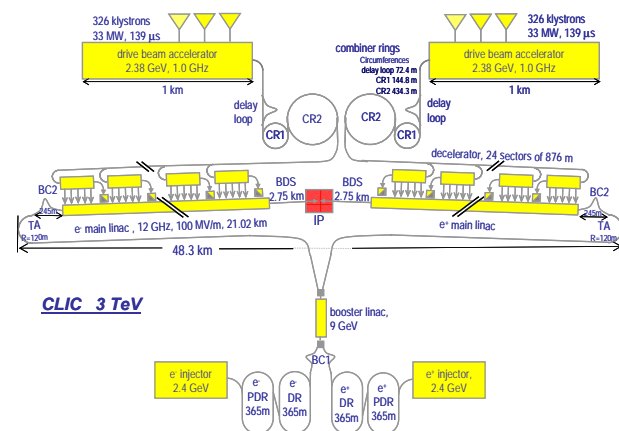 326 klystrons
33 MW, 139 μs
drive beam accelerator
2.38 GeV, 1.0 GHz
1 km
combiner rings
Circumferences
delay loop 72.4 m
CR1 144.8 m
CR2 434.3 m
326 klystrons
33 MW, 139 μs
drive beam accelerator
2.38 GeV, 1.0 GHz
1 km
delay
loop
CR1
CR2
CR2
CR1
delay
loop
decelerator, 24 sectors of 876 m
BC2
245m
TA
R=120m
BDS
2.75 km
IP
BDS
2.75 km
BC2
245m
TA
R=120m
e- main linac , 12 GHz, 100 MV/m, 21.02 km
e+ main linac
48.3 km
CLIC 3 TeV
booster linac,
9 GeV
BC1
e- injector
2.4 GeV
e-
PDR
365m
e-
DR
365m
e+
DR
365m
e+
PDR
365m
e+ injector,
2.4 GeV